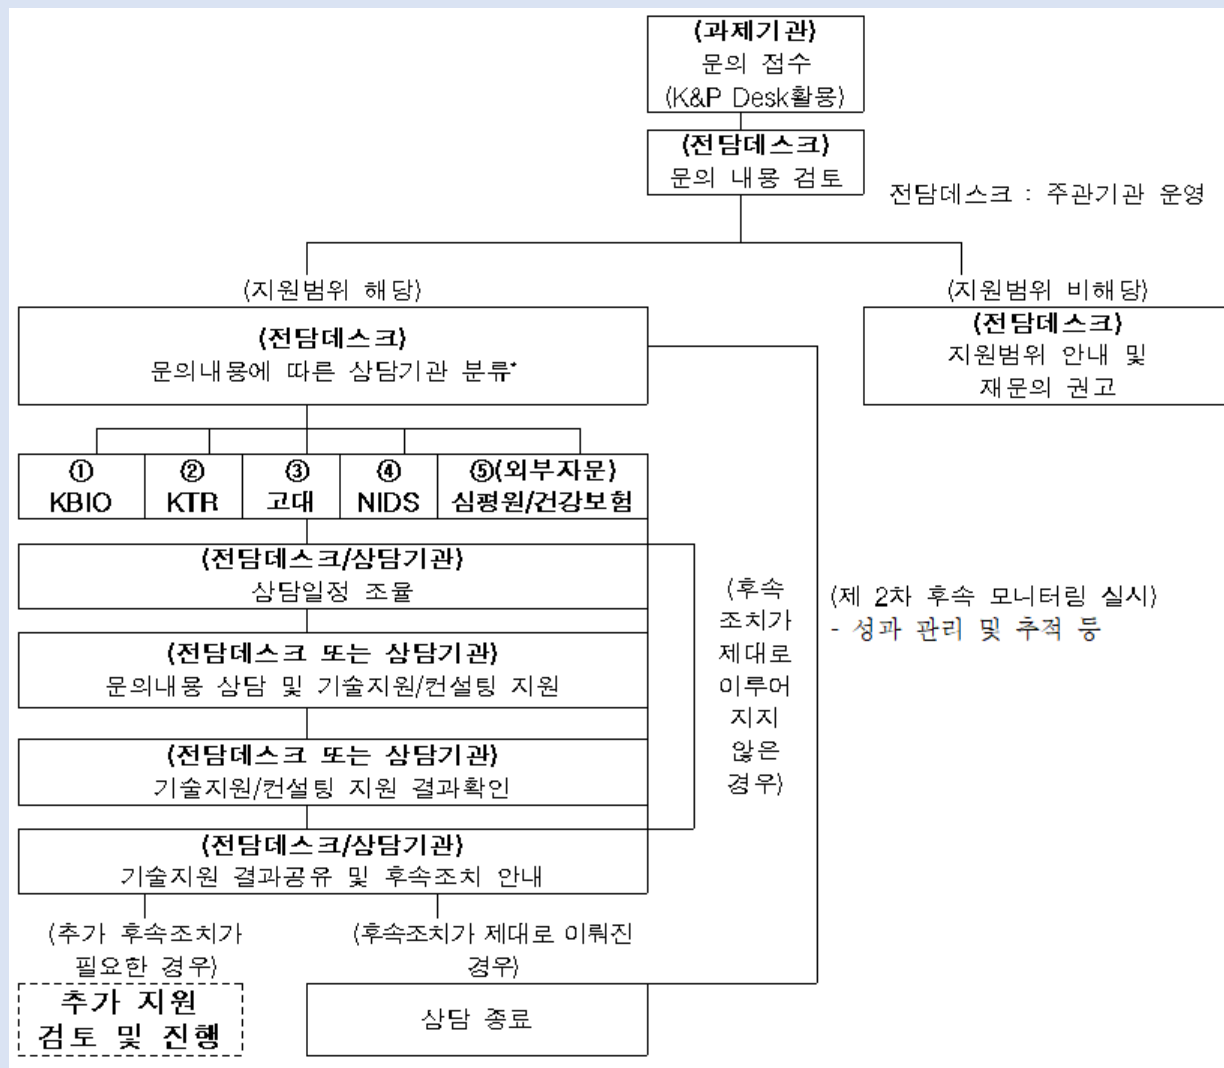 (과제기관)
문의 접수
(K&P Desk활용)
(전담데스크)
문의 내용 검토
전담데스크 : 주관기관 운영
(지원범위 해당)
(지원범위 비해당)
(전담데스크)
문의내용에 따른 상담기관 분류*
(전담데스크)
지원범위 안내 및
재문의 권고
①
KBIO
②
KTR
③
고대
④
NIDS
⑤(외부자문)
심평원/건강보험
(전담데스크/상담기관)
상담일정 조율
(전담데스크 또는 상담기관)
문의내용 상담 및 기술지원/컨설팅 지원
(전담데스크 또는 상담기관)
기술지원/컨설팅 지원 결과확인
(전담데스크/상담기관)
기술지원 결과공유 및 후속조치 안내
(후속
조치가
제대로
이루어
지지
않은
경우)
(제 2차 후속 모니터링 실시)
- 성과 관리 및 추적 등
(추가 후속조치가
필요한 경우)
(후속조치가 제대로 이뤄진
경우)
추가 지원
검토 및 진행
상담 종료